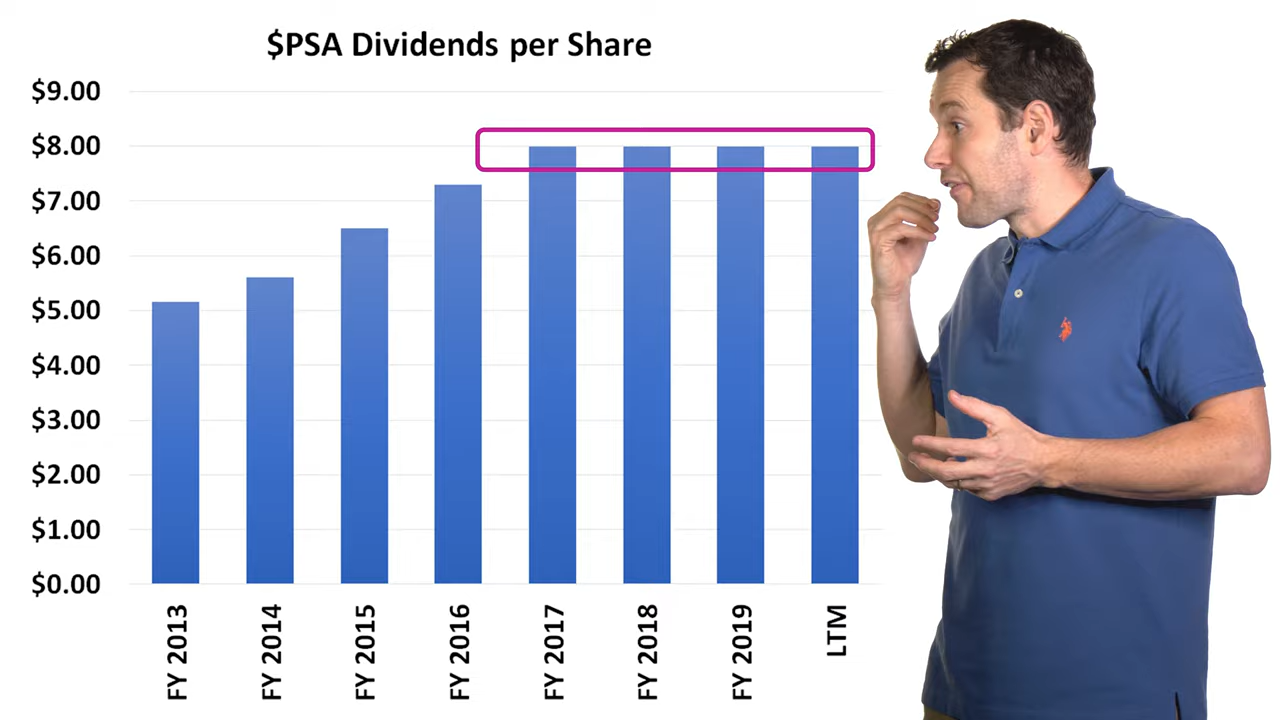 $PSA Dividends per Share
$9.00
$8.00
$7.00
$6.00
$5.00
$4.00
$3.00
$2.00
$1.00
$0.00
FY 2013
FY 2014
FY 2015
FY 2016
FY 2017
FY 2018
FY 2019
LTM